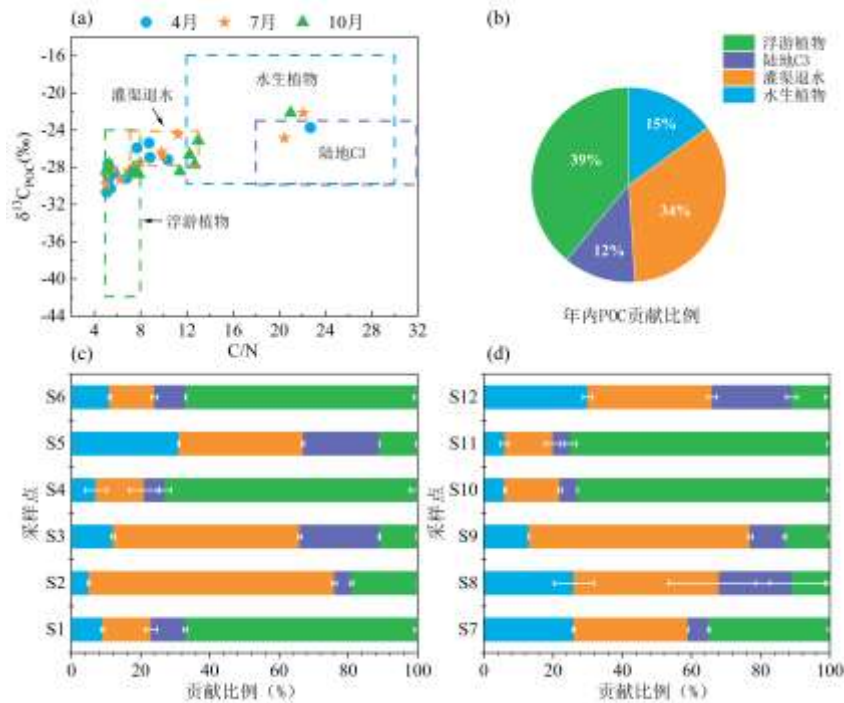 (a)
4月 7月 10月
-16
-20
-24
-28
-32
-36
-40
-44
δ¹³C_POC(‰)
水生植物
灌渠退水
陆地C3
浮游植物
4 8 12 16 20 24 28 32
C/N
(b)
浮游植物
陆地C3
灌渠退水
水生植物
15%
39%
34%
12%
年内POC贡献比例
(c)
S6
S5
S4
S3
S2
S1
采样点
0 20 40 60 80 100
贡献比例（%）
(d)
S12
S11
S10
S9
S8
S7
采样点
0 20 40 60 80 100
贡献比例（%）